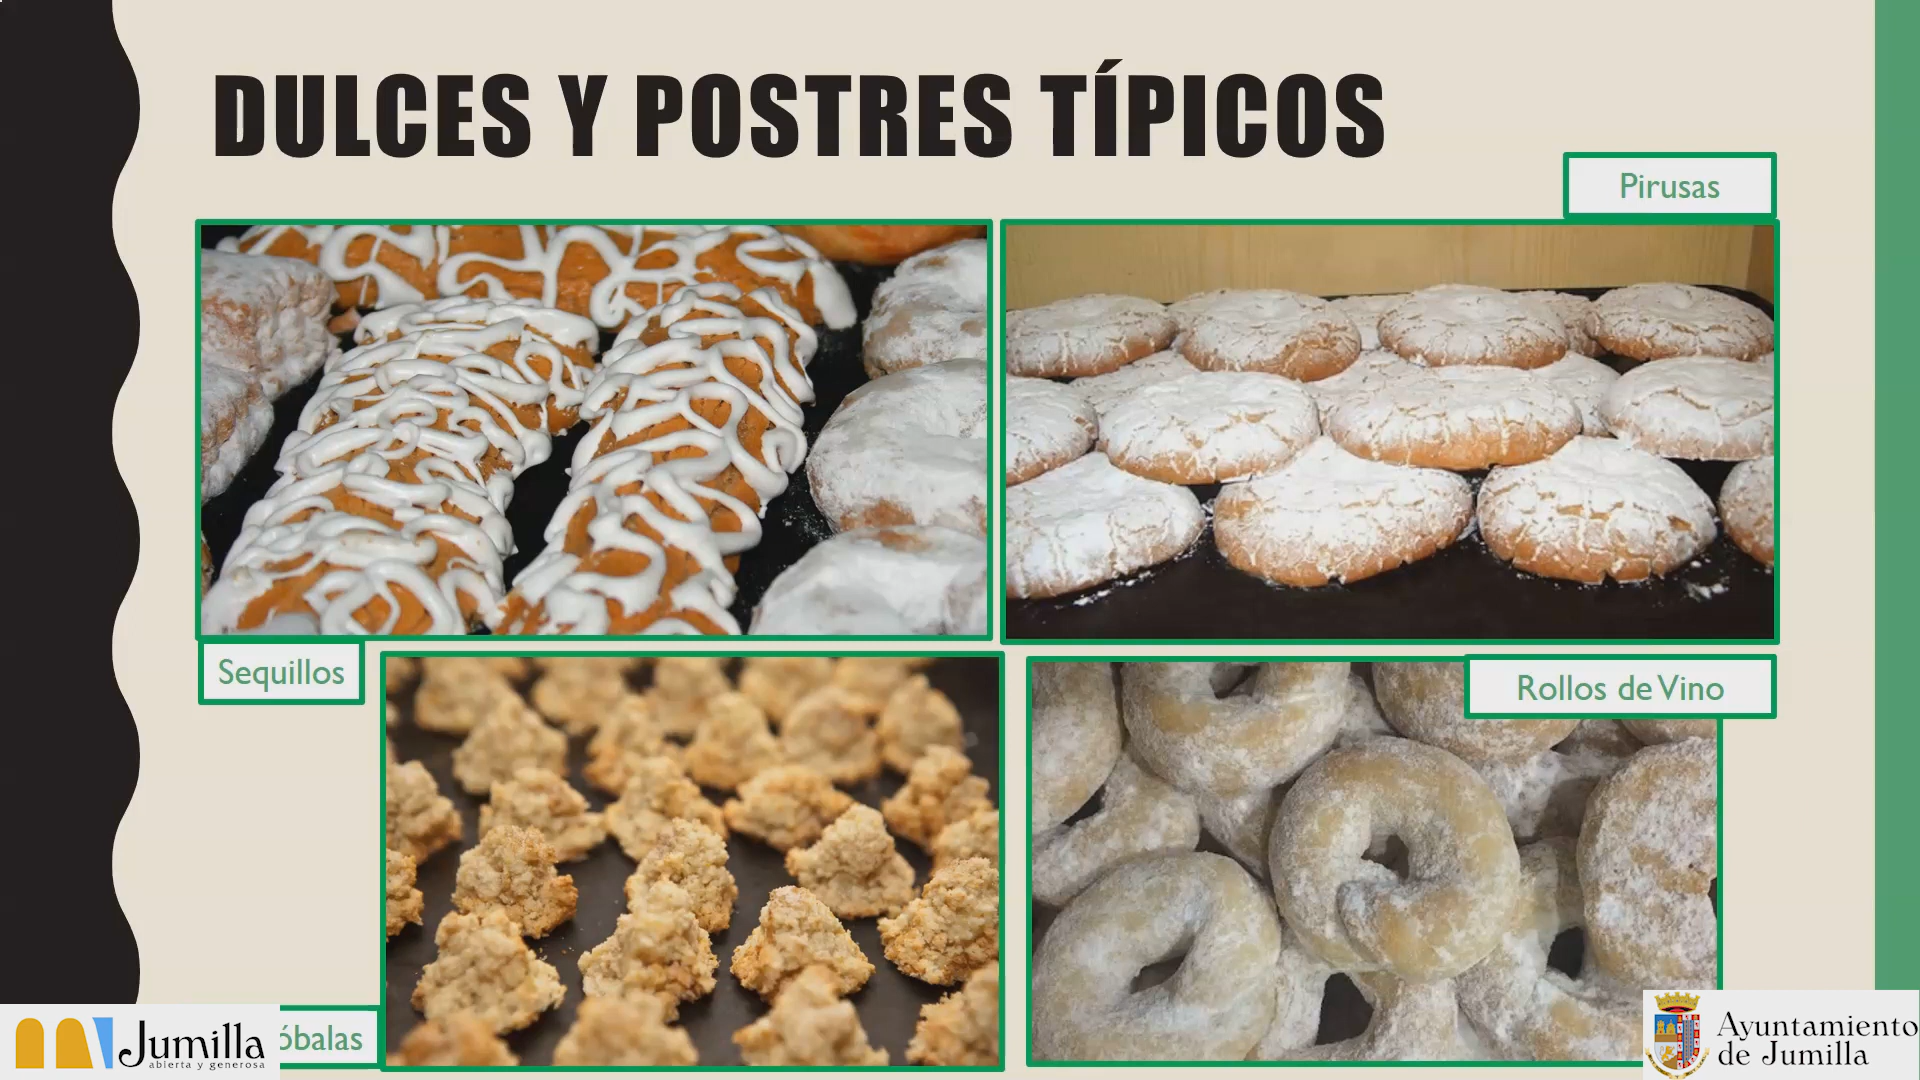 DULCES Y POSTRES TÍPICOS
Pirusas
Sequillos
Rollos de Vino
óbalas
Jumilla
abierta y generosa
Ayuntamiento
de Jumilla